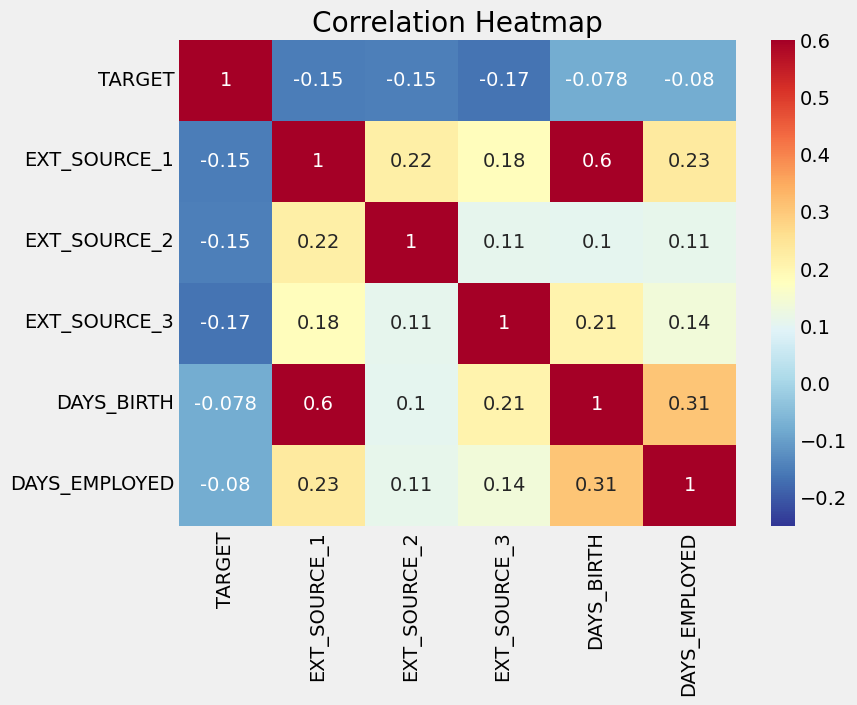 Correlation Heatmap
TARGET 1 -0.15 -0.15 -0.17 -0.078 -0.08
EXT_SOURCE_1 -0.15 1 0.22 0.18 0.6 0.23
EXT_SOURCE_2 -0.15 0.22 1 0.11 0.1 0.11
EXT_SOURCE_3 -0.17 0.18 0.11 1 0.21 0.14
DAYS_BIRTH -0.078 0.6 0.1 0.21 1 0.31
DAYS_EMPLOYED -0.08 0.23 0.11 0.14 0.31 1
TARGET
EXT_SOURCE_1
EXT_SOURCE_2
EXT_SOURCE_3
DAYS_BIRTH
DAYS_EMPLOYED
0.6
0.5
0.4
0.3
0.2
0.1
0.0
−0.1
−0.2